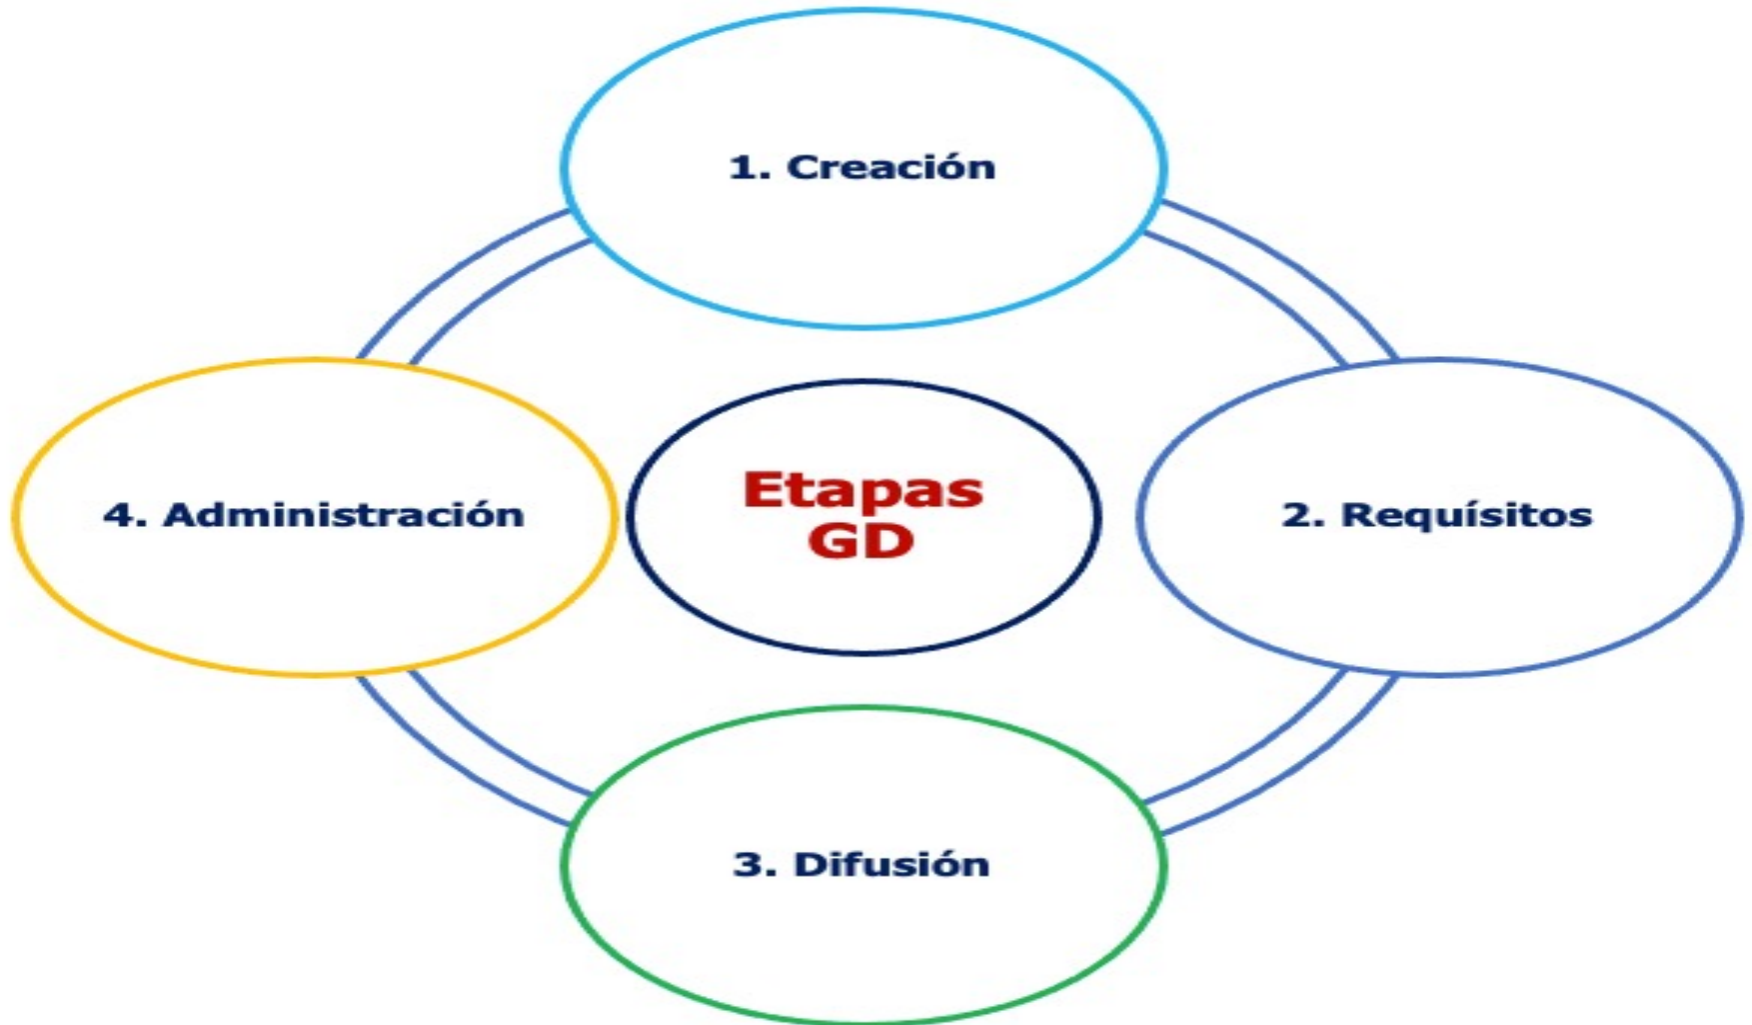 1. Creación
Etapas
GD
2. Requísitos
3. Difusión
4. Administración